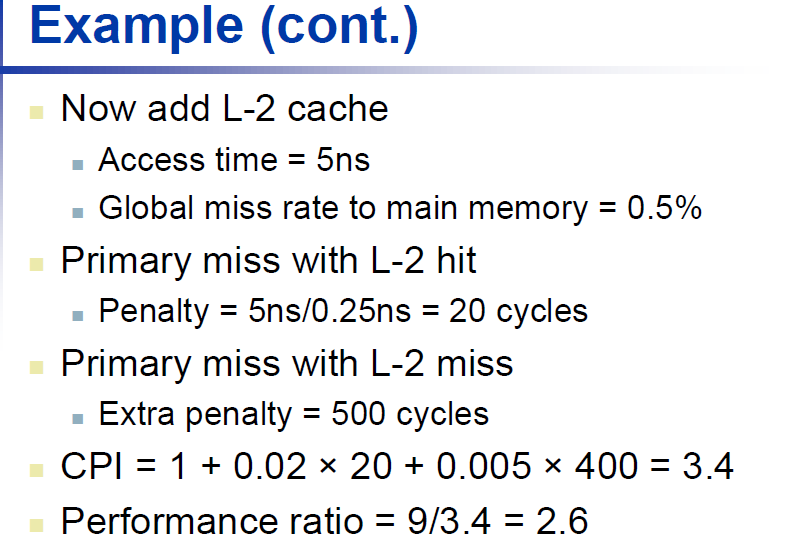 Example (cont.)
Now add L-2 cache
Access time = 5ns
Global miss rate to main memory = 0.5%
Primary miss with L-2 hit
Penalty = 5ns/0.25ns = 20 cycles
Primary miss with L-2 miss
Extra penalty = 500 cycles
CPI = 1 + 0.02 × 20 + 0.005 × 400 = 3.4
Performance ratio = 9/3.4 = 2.6